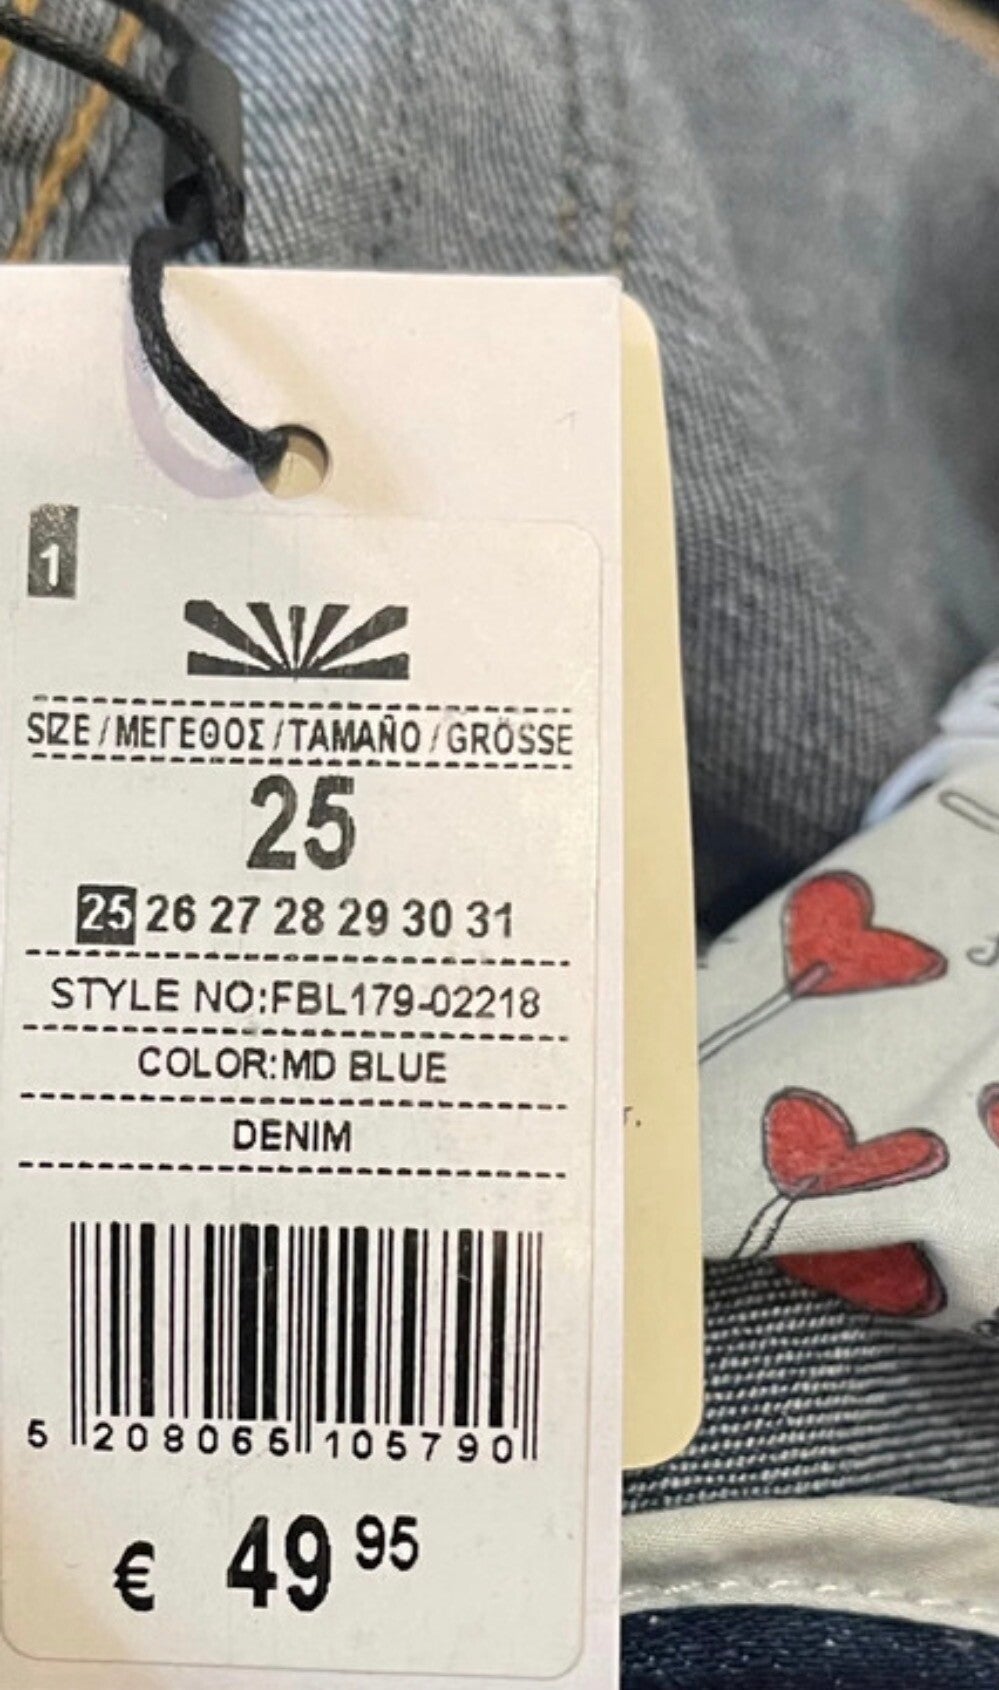 1
SIZE/ΜΕΓΕΘΟΣ/TAMAÑO/GRÖSSE
25
25 26 27 28 29 30 31
STYLE NO:FBL179-02218
COLOR:MD BLUE
DENIM
5 208065 105790
€ 49 95